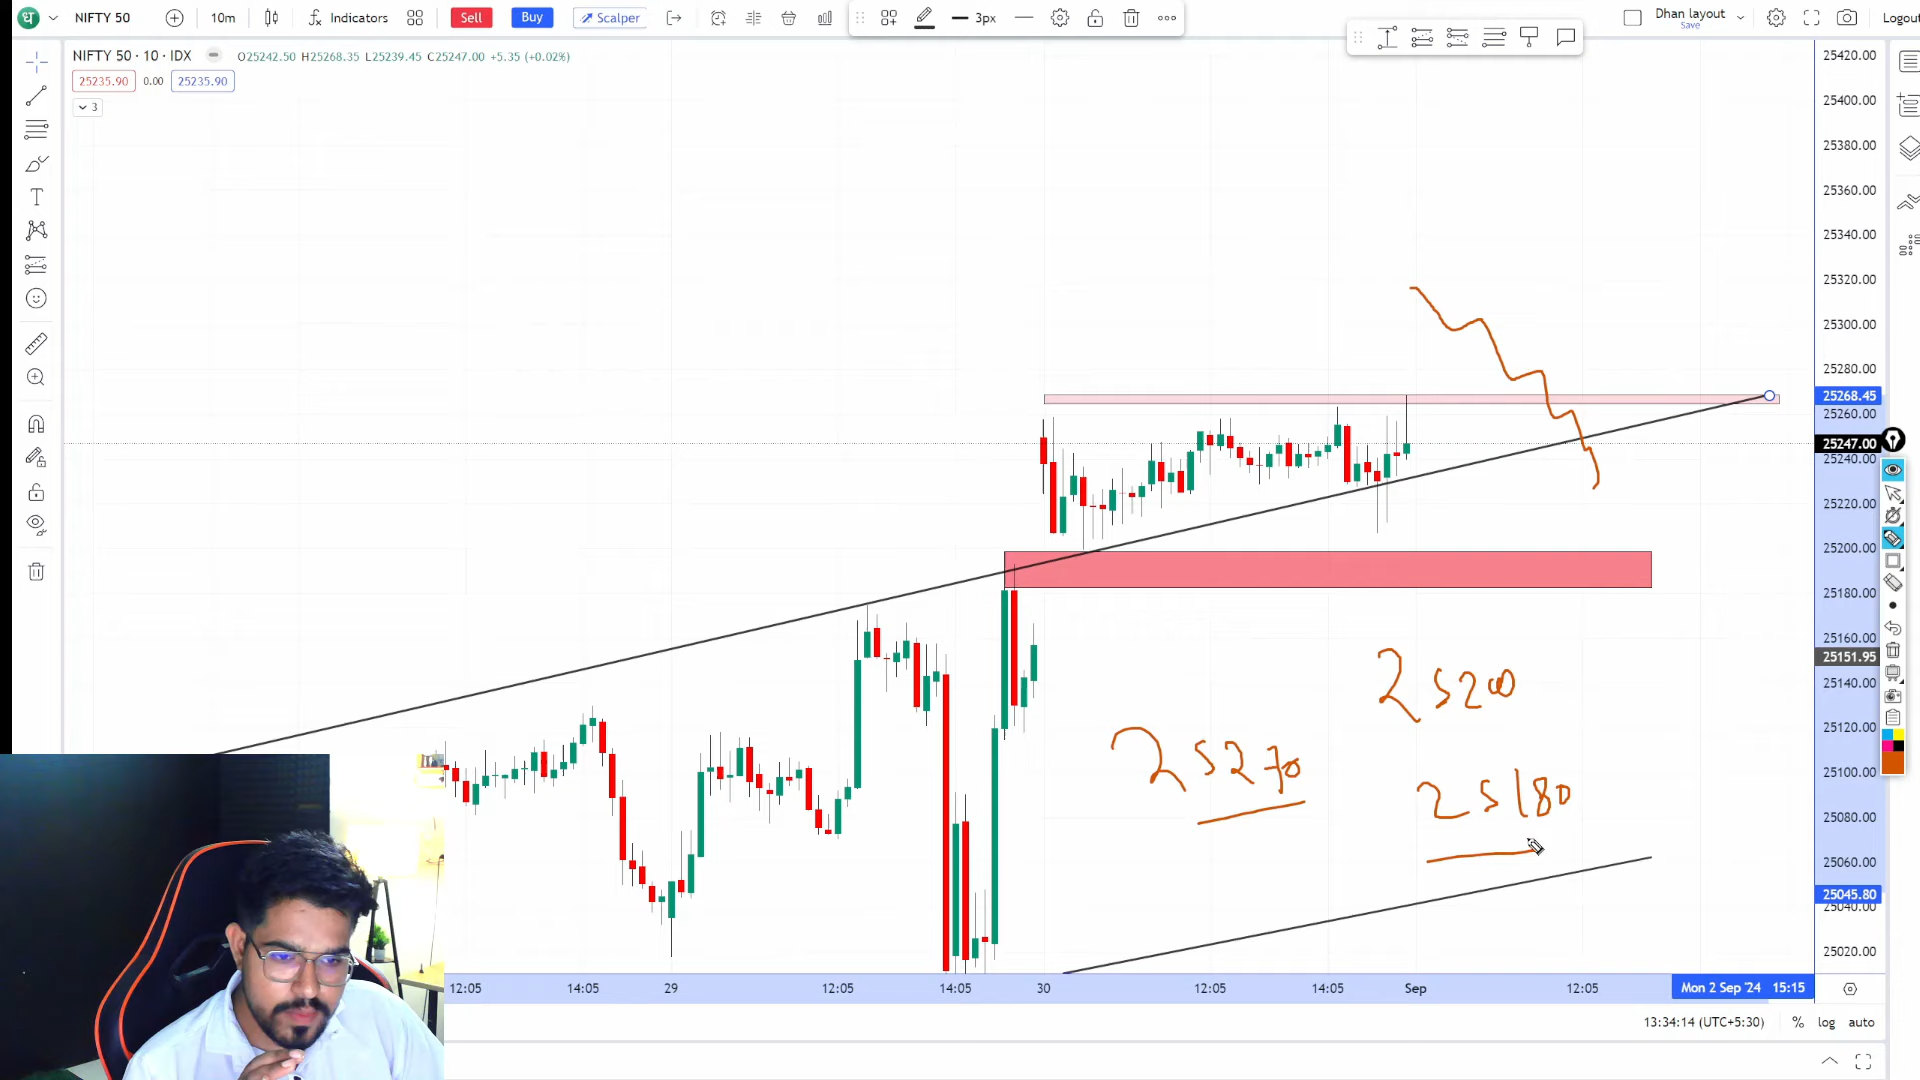 NIFTY 50
10m
Indicators
Sell
Buy
Scalper
3px
Dhan layout
Save
Logout
NIFTY 50 · 10 · IDX
O25242.50 H25268.35 L25239.45 C25247.00 +5.35 (+0.02%)
25235.90
0.00
25235.90
3
25420.00
25400.00
25380.00
25360.00
25340.00
25320.00
25300.00
25280.00
25268.45
25260.00
25247.00
25240.00
25220.00
25200.00
25180.00
25160.00
25151.95
25140.00
25120.00
25100.00
25080.00
25060.00
25045.80
25040.00
25020.00
25200
25270
25180
12:05
14:05
29
12:05
14:05
30
12:05
14:05
Sep
12:05
Mon 2 Sep '24 15:15
13:34:14 (UTC+5:30)
%
log
auto